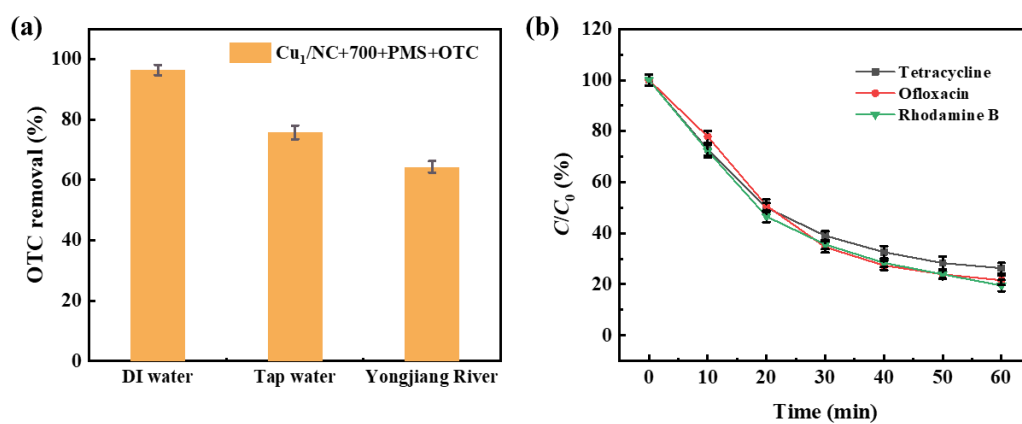 (a)
Cu₁/NC+700+PMS+OTC
OTC removal (%)
100
80
60
40
20
0
DI water
Tap water
Yongjiang River
(b)
Tetracycline
Ofloxacin
Rhodamine B
C/C₀ (%)
120
100
80
60
40
20
0
0 10 20 30 40 50 60
Time (min)